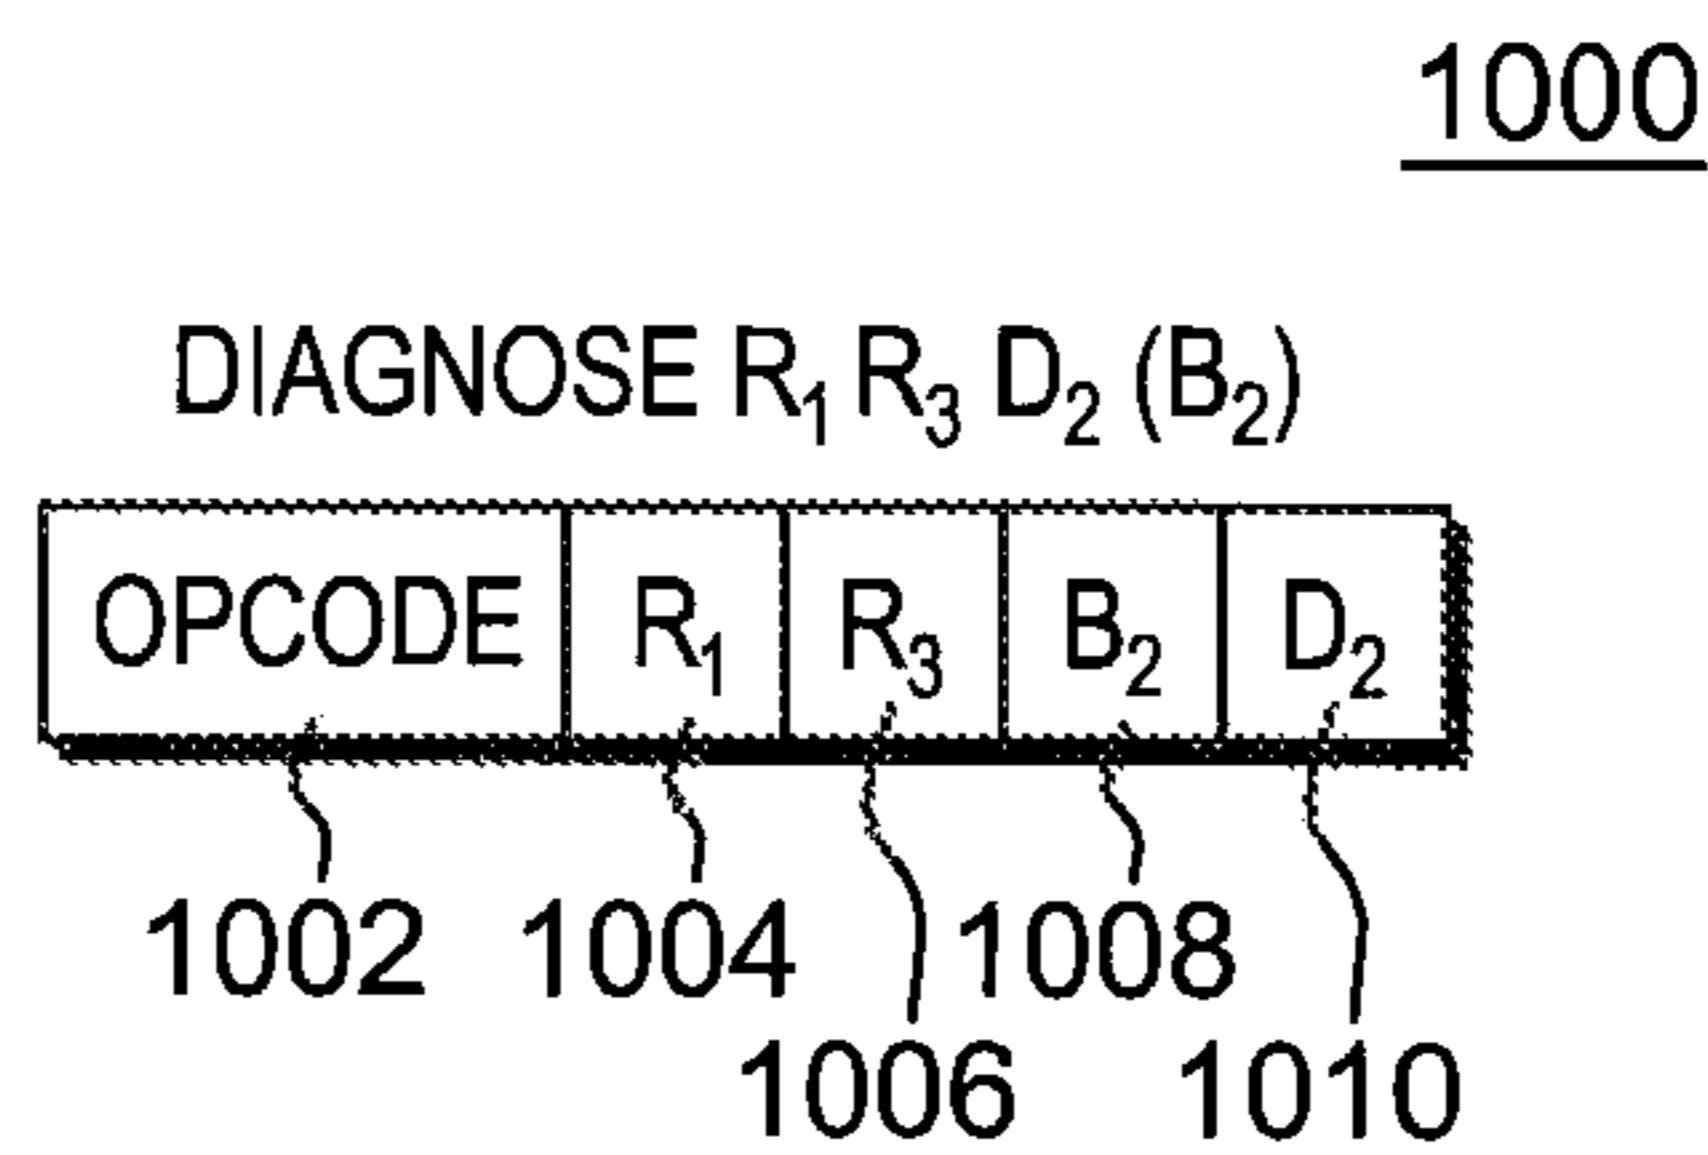 1000
DIAGNOSE R₁ R₃ D₂ (B₂)
OPCODE R₁ R₃ B₂ D₂
1002 1004 1008
1006 1010